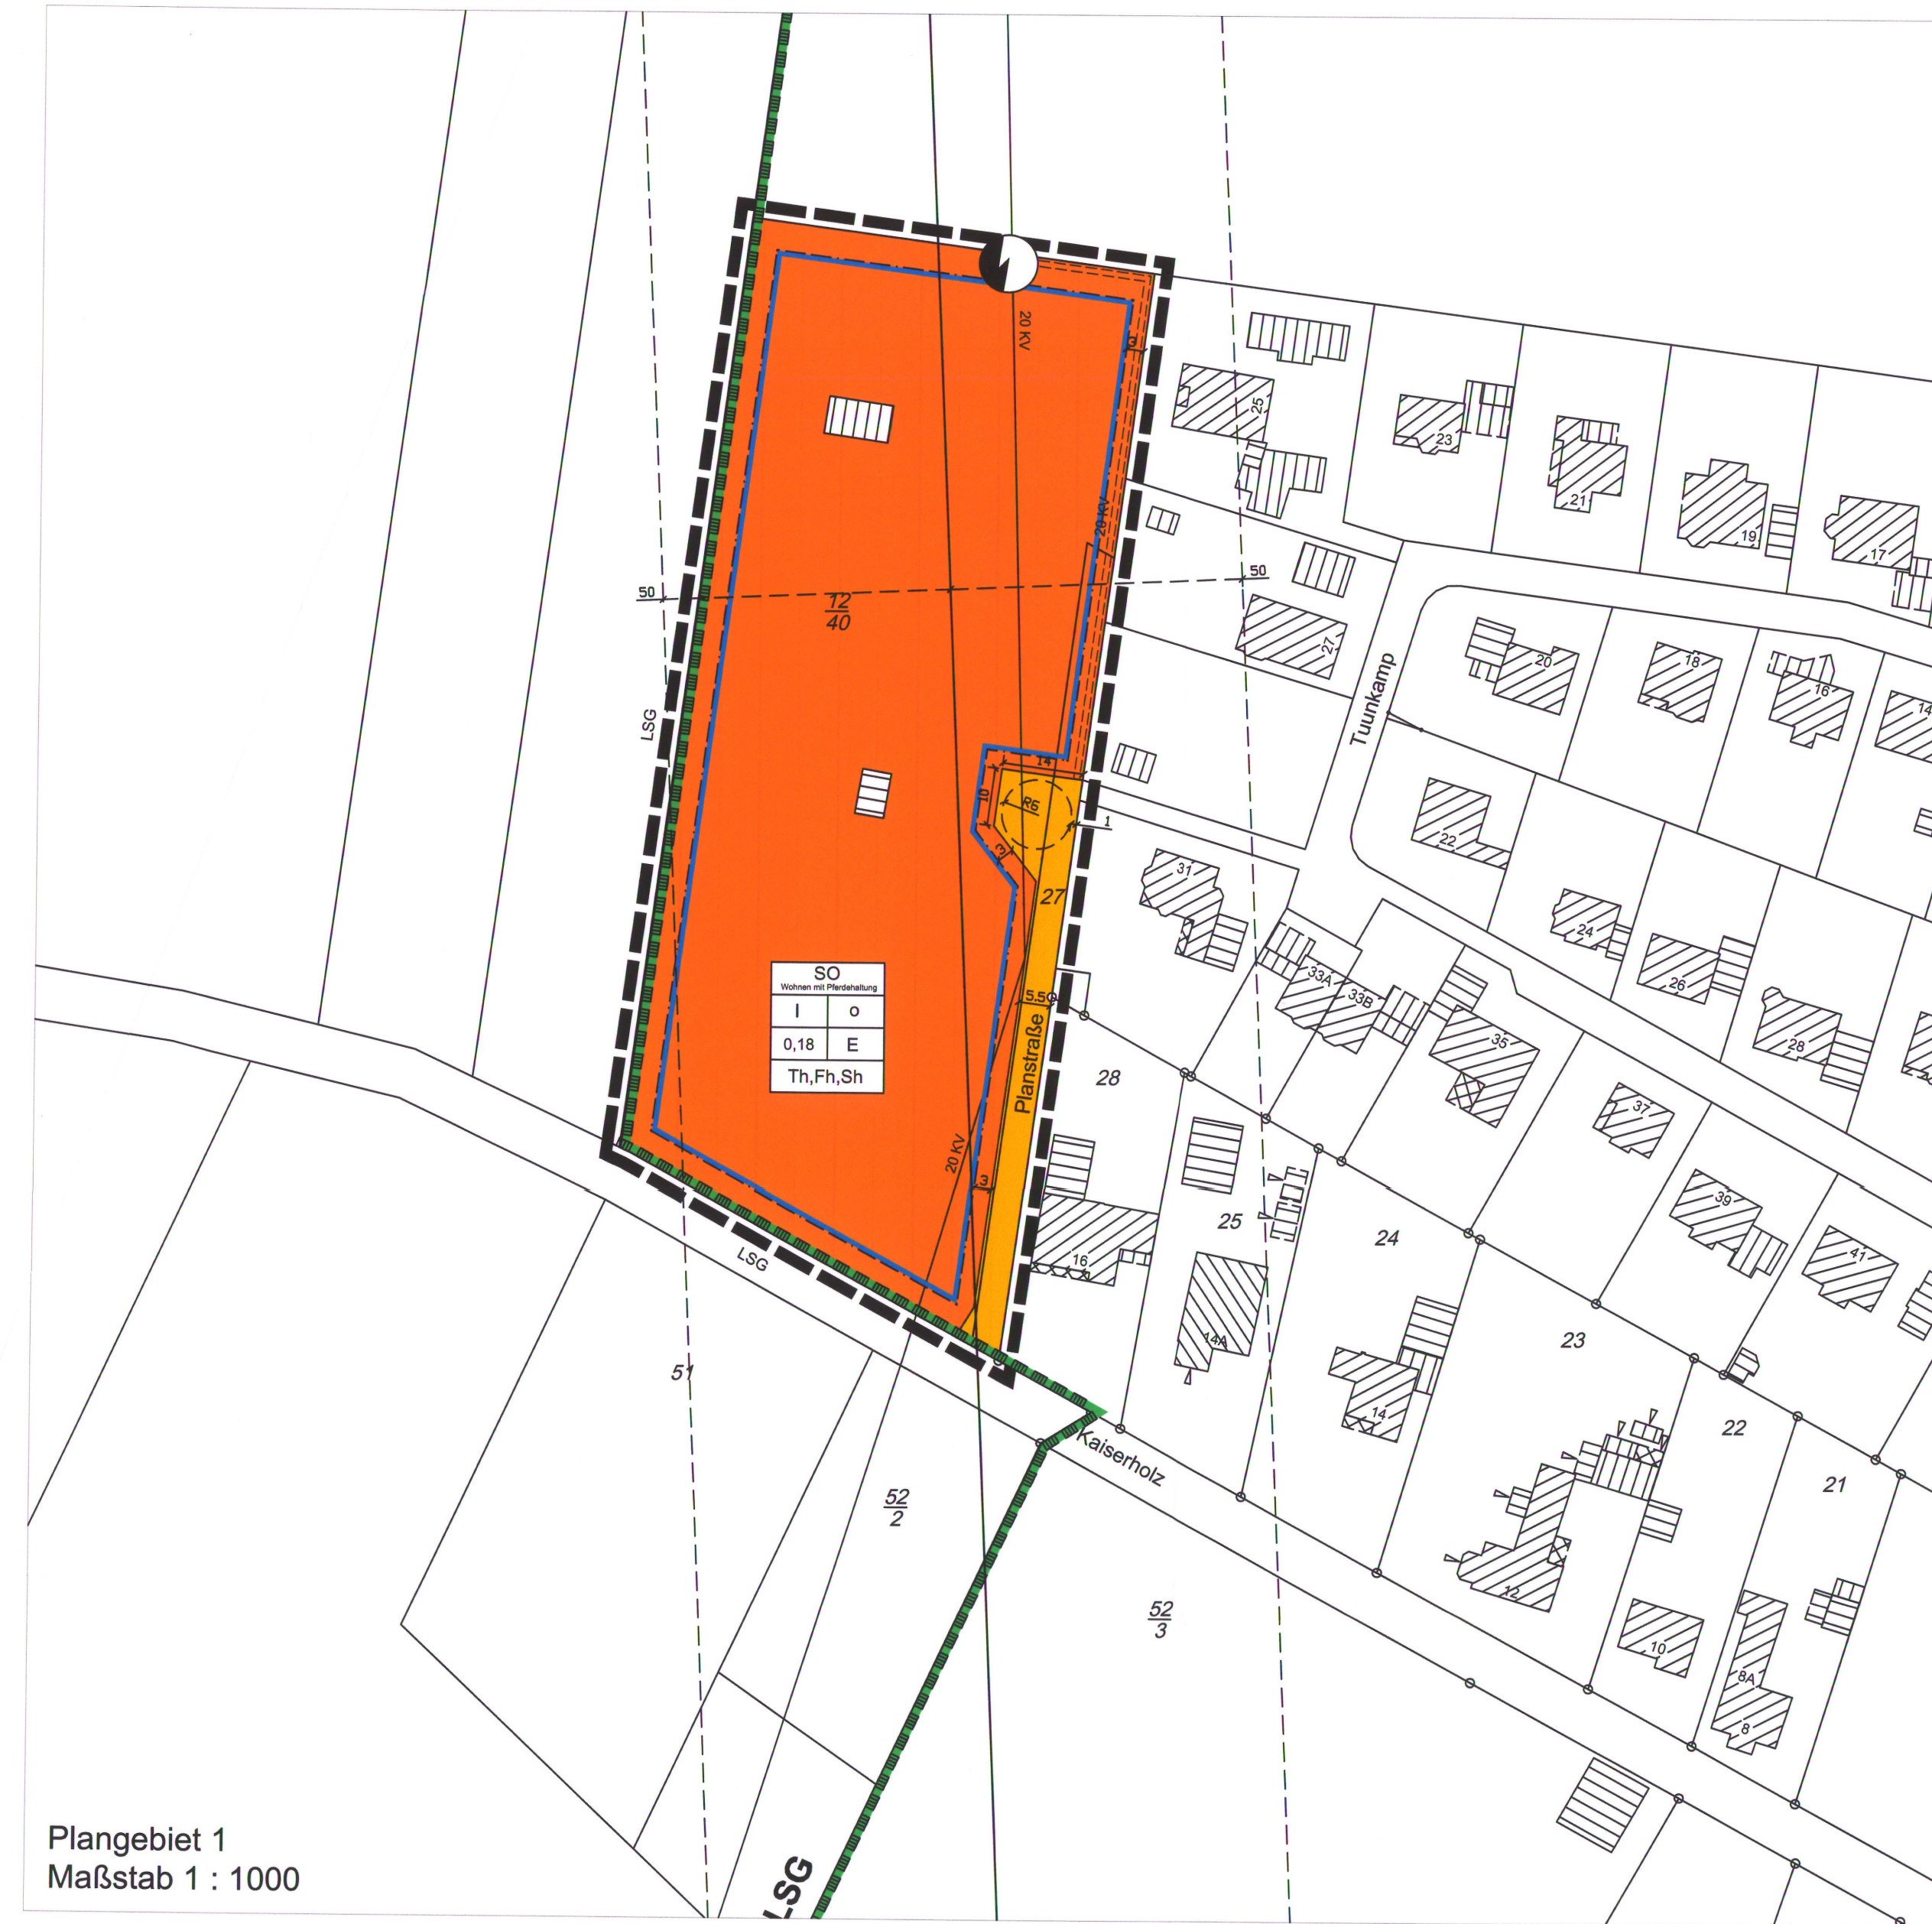 20 KV
3
25
23
21
19
17
20 KV
50
50
12
40
27
Tuunkamp
20
18
16
14
LSG
14
10
R6
1
3
22
31
27
24
26
28
33A
33B
35
SO
Wohnen mit Pferdehaltung
I
o
0,18
E
Th,Fh,Sh
5.5
Planstraße
28
37
20 KV
3
39
41
25
24
16
LSG
14A
23
51
14
22
21
Kaiserholz
52
2
12
52
3
10
8A
8
Plangebiet 1
Maßstab 1 : 1000
LSG